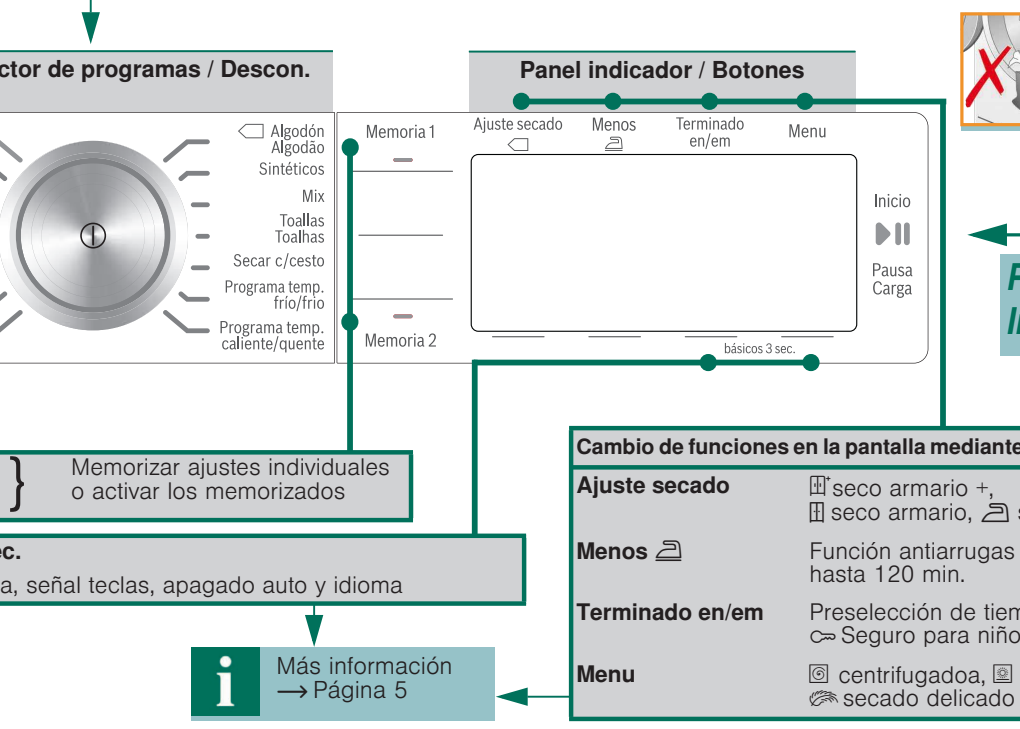 de programas / Descon.
Panel indicador / Botones
Algodón
Algodão
Sintéticos
Mix
Toallas
Toalhas
Secar c/cesto
Programa temp.
frío/frio
Programa temp.
caliente/quente
Memoria 1
Memoria 2
Ajuste secado
Menos
Terminado
en/em
Menu
básicos 3 sec.
Inicio
Pausa
Carga
} Memorizar ajustes individuales
o activar los memorizados
señal teclas, apagado auto y idioma
i
Más información
→ Página 5
Cambio de funciones en la pantalla mediante
Ajuste secado
seco armario +,
seco armario,
Menos
Función antiarrugas
hasta 120 min.
Terminado en/em
Preselección de
Seguro para
Menu
centrifugadoa,
secado delicado